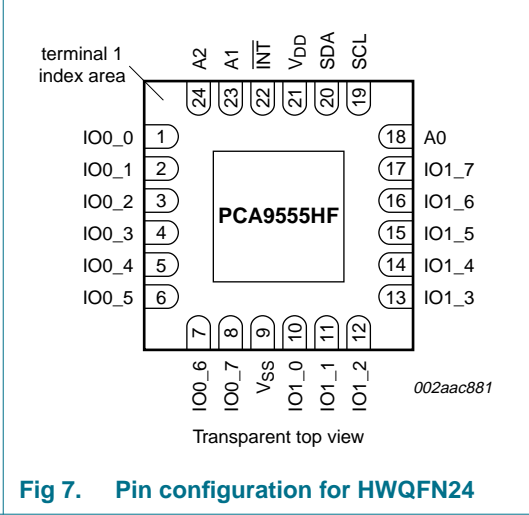 terminal 1
index area
A2
A1
INT
VDD
SDA
SCL
24
23
22
21
20
19
IO0_0 1
18 A0
IO0_1 2
17 IO1_7
IO0_2 3
16 IO1_6
PCA9555HF
IO0_3 4
15 IO1_5
IO0_4 5
14 IO1_4
IO0_5 6
13 IO1_3
7
8
9
10
11
12
IO0_6
IO0_7
VSS
IO1_0
IO1_1
IO1_2
002aac881
Transparent top view
Fig 7. Pin configuration for HWQFN24